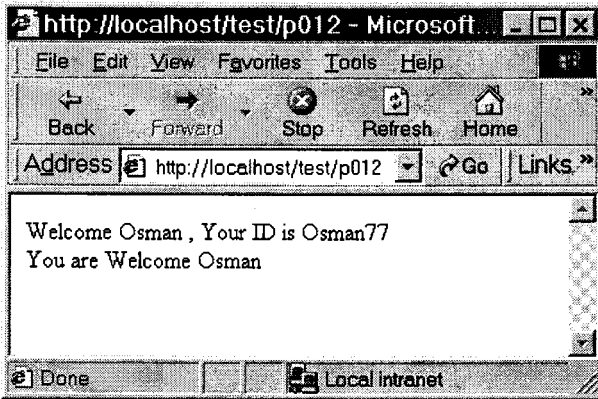 http://localhost/test/p012 - Microsoft...
File Edit View Favorites Tools Help
Back Forward Stop Refresh Home »
Address http://localhost/test/p012 Go Links »
Welcome Osman , Your ID is Osman77
You are Welcome Osman
Done Local intranet